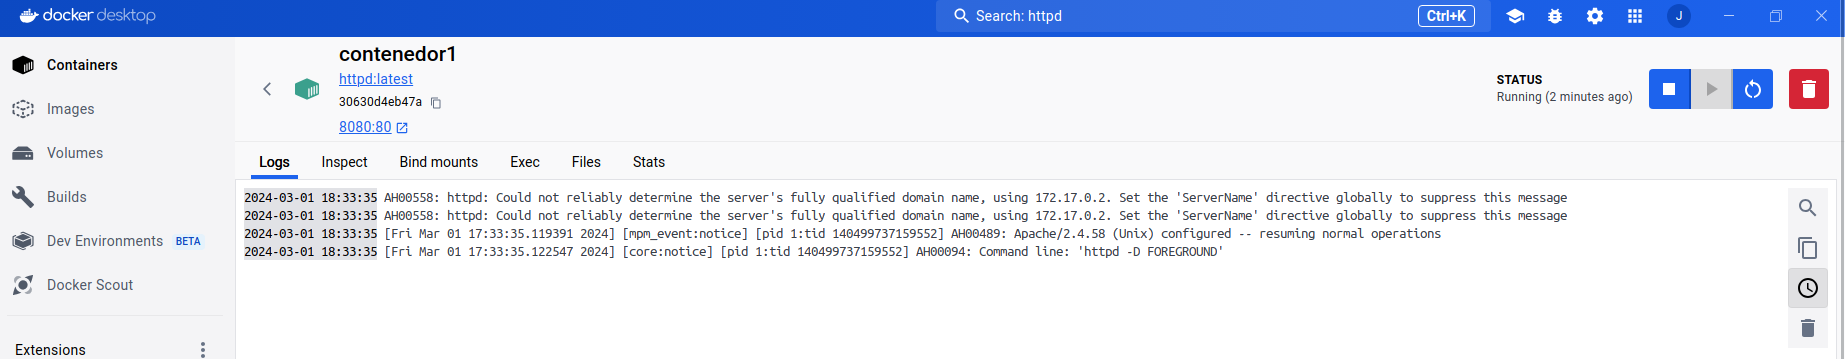 docker desktop
Search: httpd
Ctrl+K
J
Containers
Images
Volumes
Builds
Dev Environments BETA
Docker Scout
Extensions
contenedor1
httpd:latest
30630d4eb47a
8080:80
STATUS
Running (2 minutes ago)
Logs Inspect Bind mounts Exec Files Stats
2024-03-01 18:33:35 AH00558: httpd: Could not reliably determine the server's fully qualified domain name, using 172.17.0.2. Set the 'ServerName' directive globally to suppress this message
2024-03-01 18:33:35 AH00558: httpd: Could not reliably determine the server's fully qualified domain name, using 172.17.0.2. Set the 'ServerName' directive globally to suppress this message
2024-03-01 18:33:35 [Fri Mar 01 17:33:35.119391 2024] [mpm_event:notice] [pid 1:tid 140499737159552] AH00489: Apache/2.4.58 (Unix) configured -- resuming normal operations
2024-03-01 18:33:35 [Fri Mar 01 17:33:35.122547 2024] [core:notice] [pid 1:tid 140499737159552] AH00094: Command line: 'httpd -D FOREGROUND'